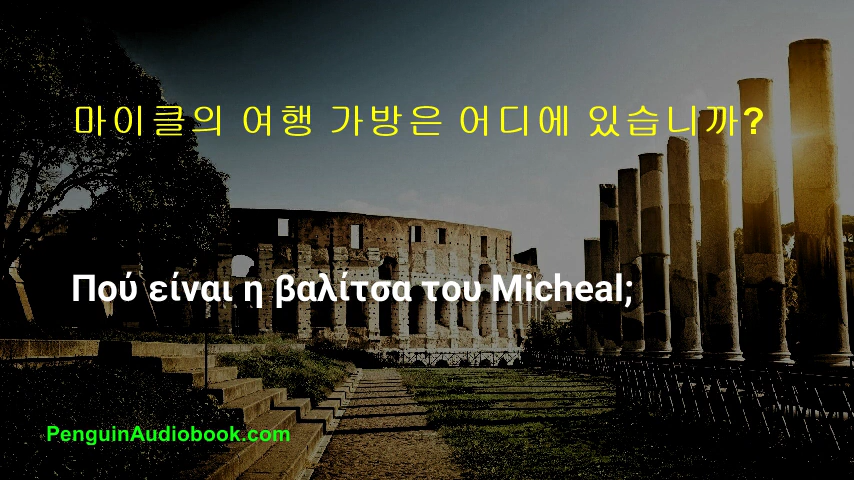 마이클의 여행 가방은 어디에 있습니까?
Πού είναι η βαλίτσα του Micheal;
PenguinAudiobook.com